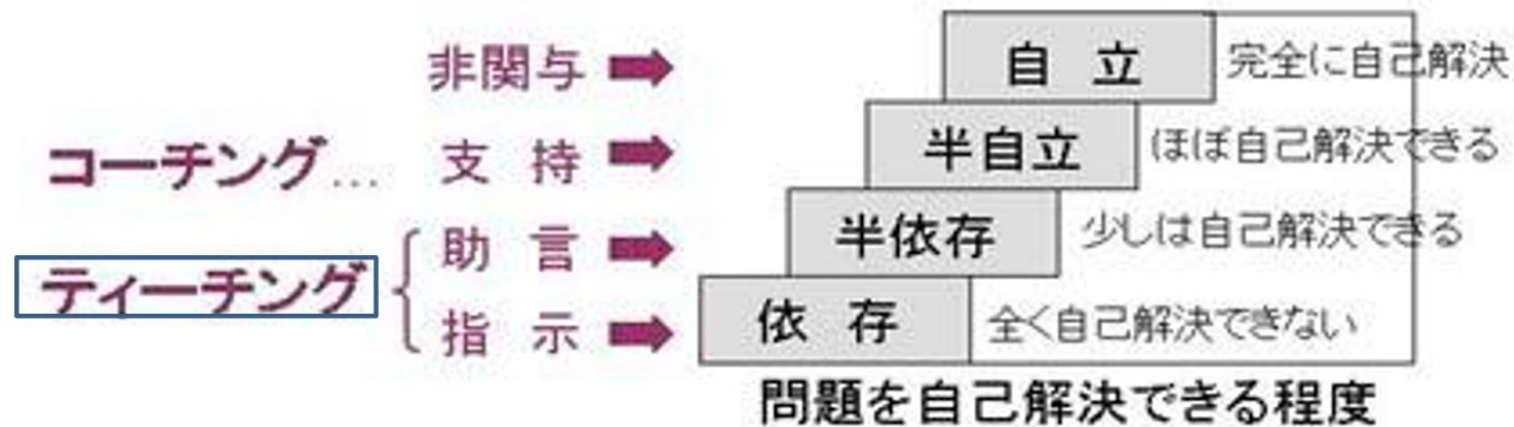 非関与 ➡ 自 立 完全に自己解決
コーチング… 支 持 ➡ 半自立 ほぼ自己解決できる
助 言 ➡ 半依存 少しは自己解決できる
ティーチング
指 示 ➡ 依 存 全く自己解決できない
問題を自己解決できる程度